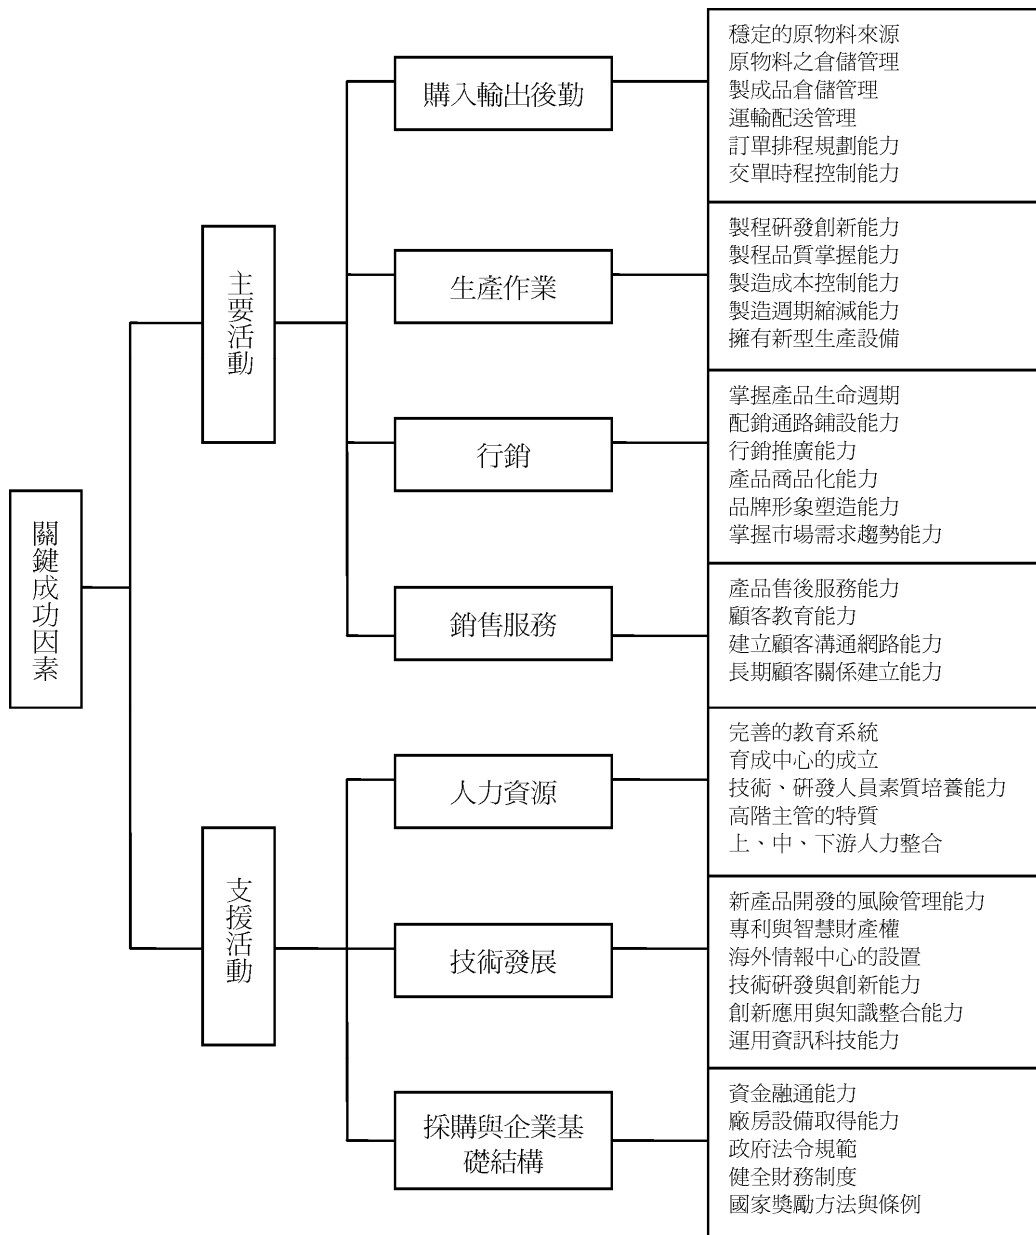 關鍵成功因素
主要活動
購入輸出後勤
穩定的原物料來源
原物料之倉儲管理
製成品倉儲管理
運輸配送管理
訂單排程規劃能力
交單時程控制能力
生產作業
製程研發創新能力
製程品質掌握能力
製造成本控制能力
製造週期縮減能力
擁有新型生產設備
行銷
掌握產品生命週期
配銷通路鋪設能力
行銷推廣能力
產品商品化能力
品牌形象塑造能力
掌握市場需求趨勢能力
銷售服務
產品售後服務能力
顧客教育能力
建立顧客溝通網路能力
長期顧客關係建立能力
支援活動
人力資源
完善的教育系統
育成中心的成立
技術、研發人員素質培養能力
高階主管的特質
上、中、下游人力整合
技術發展
新產品開發的風險管理能力
專利與智慧財產權
海外情報中心的設置
技術研發與創新能力
創新應用與知識整合能力
運用資訊科技能力
採購與企業基
礎結構
資金融通能力
廠房設備取得能力
政府法令規範
健全財務制度
國家獎勵方法與條例